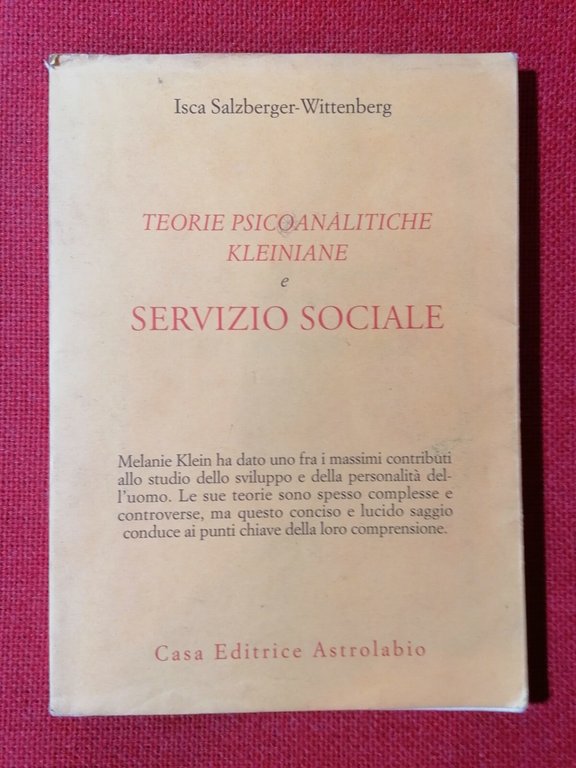 Isca Salzberger-Wittenberg
TEORIE PSICOANALITICHE
KLEINIANE
e
SERVIZIO SOCIALE
Melanie Klein ha dato uno fra i massimi contributi
allo studio dello sviluppo e della personalità del-
l'uomo. Le sue teorie sono spesso complesse e
controverse, ma questo conciso e lucido saggio
conduce ai punti chiave della loro comprensione.
Casa Editrice Astrolabio